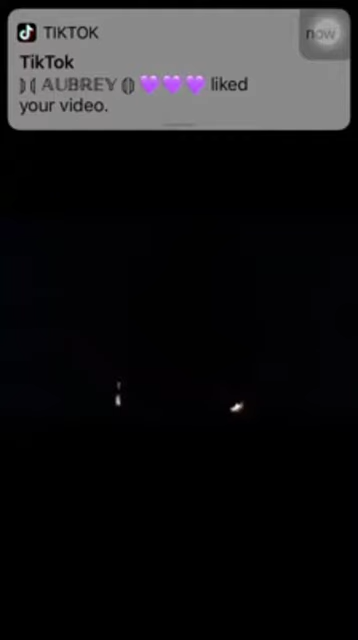 TIKTOK
now
TikTok
𝔸𝕌𝔹ℝ𝔼𝕐 💜💜💜 liked
your video.